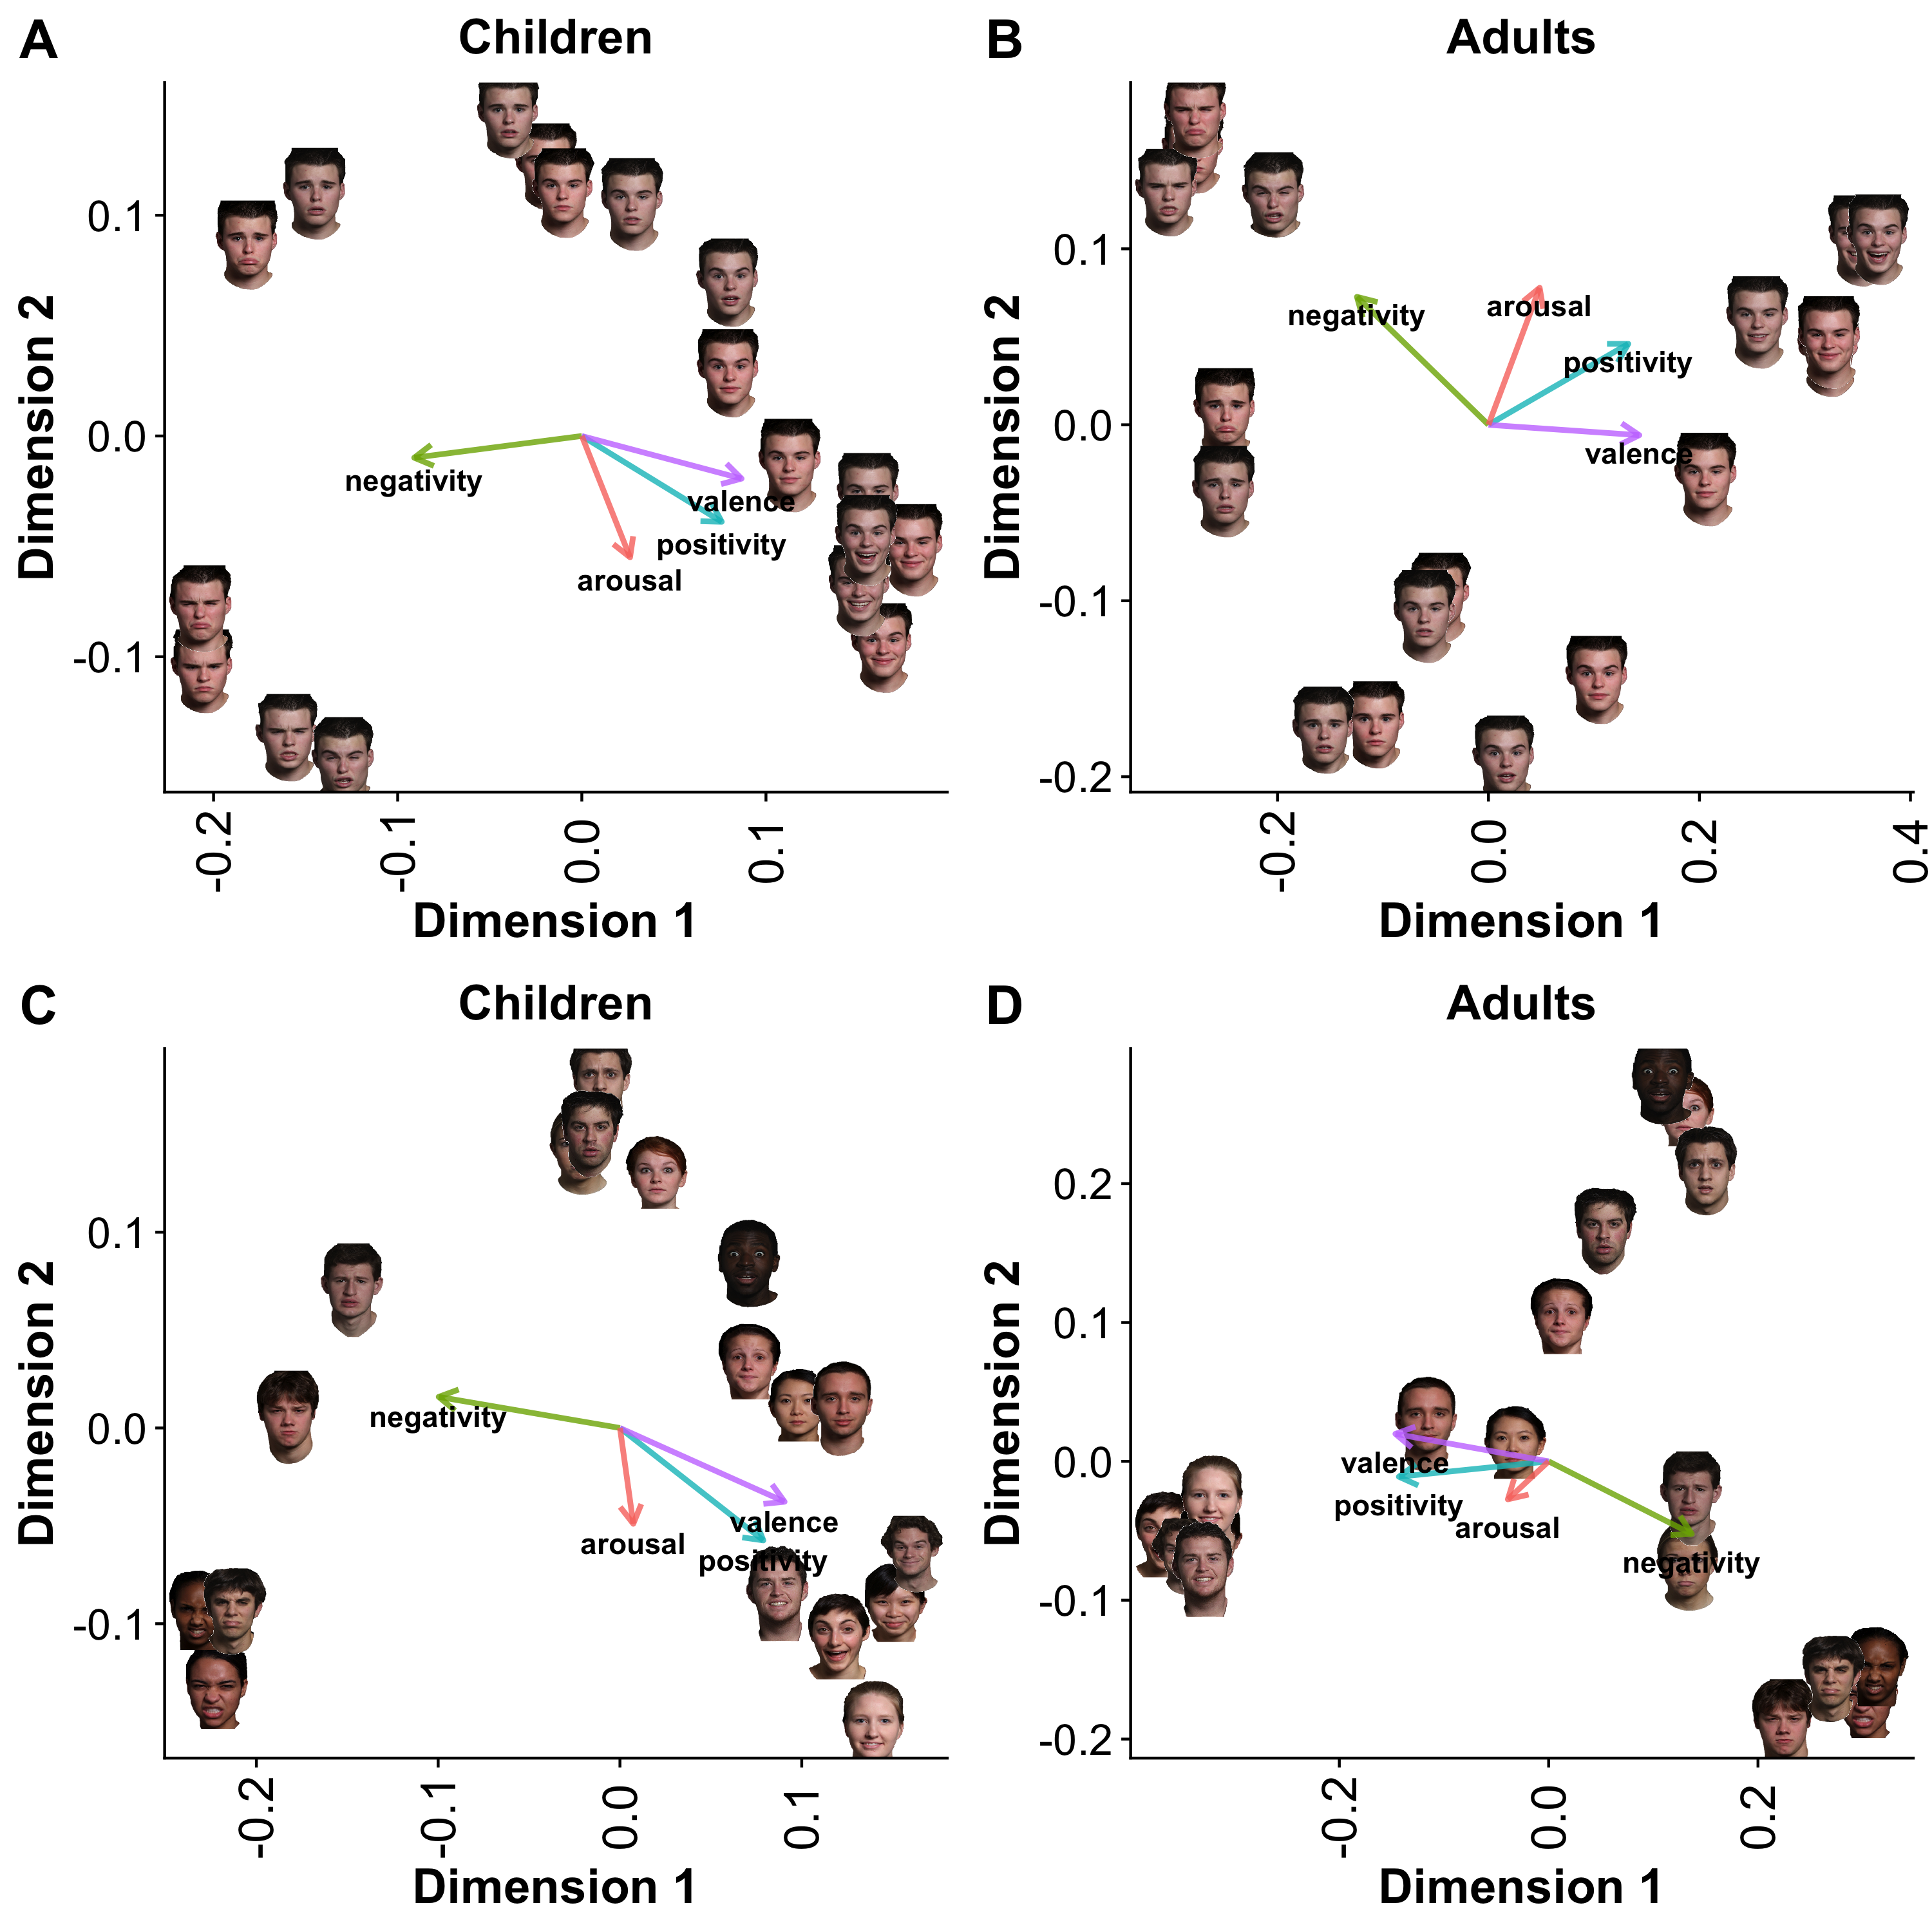 A
Children
Dimension 2
0.1
0.0
-0.1
negativity
valence
positivity
arousal
-0.2
-0.1
0.0
0.1
Dimension 1
B
Adults
Dimension 2
0.1
0.0
-0.1
-0.2
negativity
arousal
positivity
valence
-0.2
0.0
0.2
0.4
Dimension 1
C
Children
Dimension 2
0.1
0.0
-0.1
negativity
valence
arousal
positivity
-0.2
-0.1
0.0
0.1
Dimension 1
D
Adults
Dimension 2
0.2
0.1
0.0
-0.1
-0.2
valence
positivity
arousal
negativity
-0.2
0.0
0.2
Dimension 1